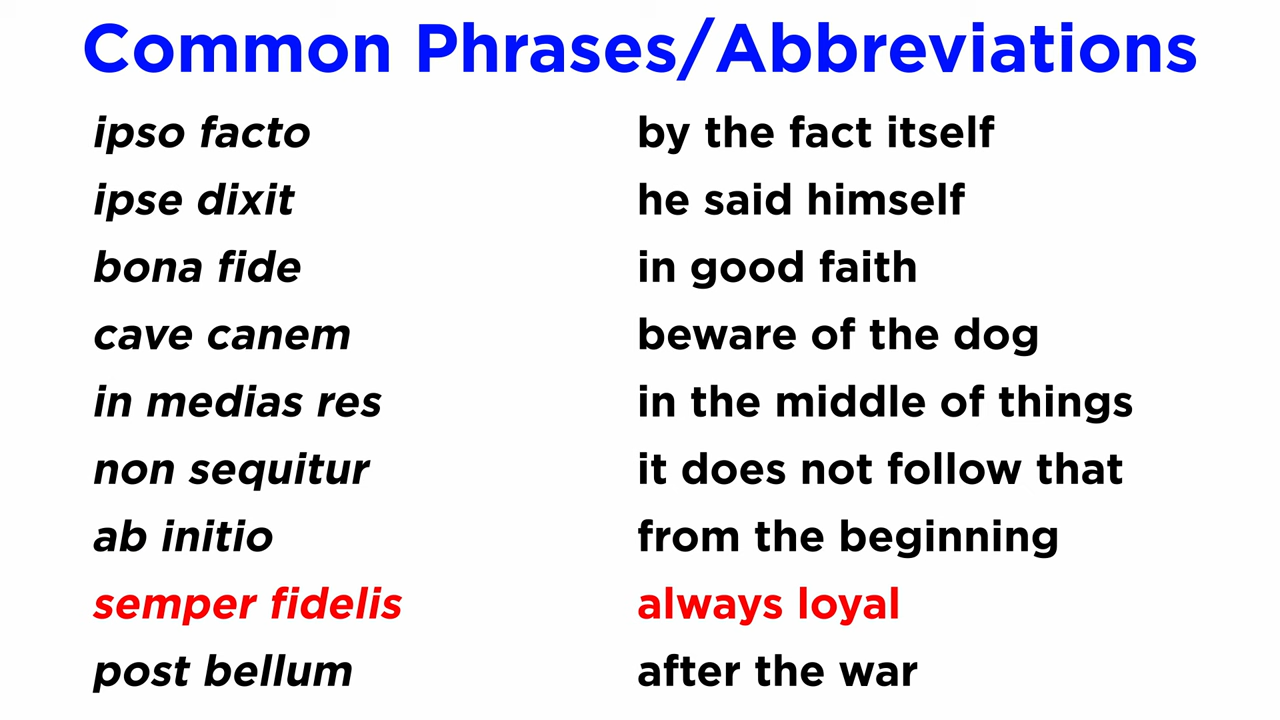 Common Phrases/Abbreviations
ipso facto by the fact itself
ipse dixit he said himself
bona fide in good faith
cave canem beware of the dog
in medias res in the middle of things
non sequitur it does not follow that
ab initio from the beginning
semper fidelis always loyal
post bellum after the war